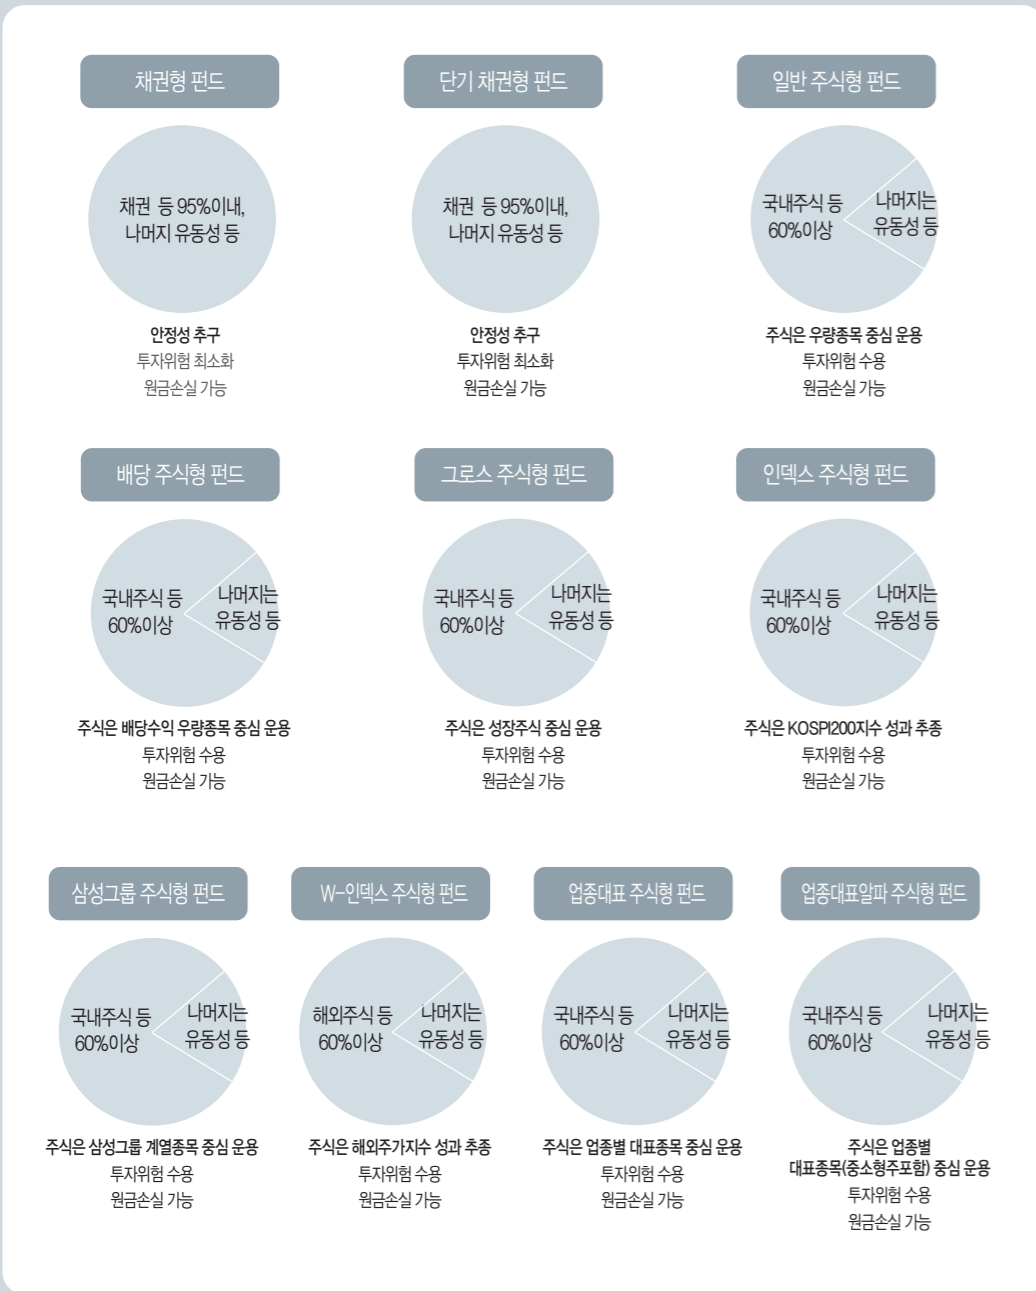 채권형 펀드
채권 등 95%이내,
나머지 유동성 등
안정성 추구
투자위험 최소화
원금손실 가능
단기 채권형 펀드
채권 등 95%이내,
나머지 유동성 등
안정성 추구
투자위험 최소화
원금손실 가능
일반 주식형 펀드
국내주식 등
60%이상
나머지는
유동성 등
주식은 우량종목 중심 운용
투자위험 수용
원금손실 가능
배당 주식형 펀드
국내주식 등
60%이상
나머지는
유동성 등
주식은 배당수익 우량종목 중심 운용
투자위험 수용
원금손실 가능
그로스 주식형 펀드
국내주식 등
60%이상
나머지는
유동성 등
주식은 성장주식 중심 운용
투자위험 수용
원금손실 가능
인덱스 주식형 펀드
국내주식 등
60%이상
나머지는
유동성 등
주식은 KOSPI200지수 성과 추종
투자위험 수용
원금손실 가능
삼성그룹 주식형 펀드
국내주식 등
60%이상
나머지는
유동성 등
주식은 삼성그룹 계열종목 중심 운용
투자위험 수용
원금손실 가능
W-인덱스 주식형 펀드
해외주식 등
60%이상
나머지는
유동성 등
주식은 해외주가지수 성과 추종
투자위험 수용
원금손실 가능
업종대표 주식형 펀드
국내주식 등
60%이상
나머지는
유동성 등
주식은 업종별 대표종목 중심 운용
투자위험 수용
원금손실 가능
업종대표알파 주식형 펀드
국내주식 등
60%이상
나머지는
유동성 등
주식은 업종별
대표종목(중소형주포함) 중심 운용
투자위험 수용
원금손실 가능